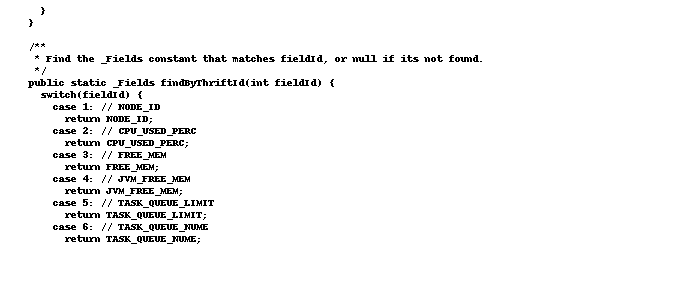 }
}
/**
* Find the _Fields constant that matches fieldId, or null if its not found.
*/
public static _Fields findByThriftId(int fieldId) {
switch(fieldId) {
case 1: // NODE_ID
return NODE_ID;
case 2: // CPU_USED_PERC
return CPU_USED_PERC;
case 3: // FREE_MEM
return FREE_MEM;
case 4: // JVM_FREE_MEM
return JVM_FREE_MEM;
case 5: // TASK_QUEUE_LIMIT
return TASK_QUEUE_LIMIT;
case 6: // TASK_QUEUE_NUME
return TASK_QUEUE_NUME;